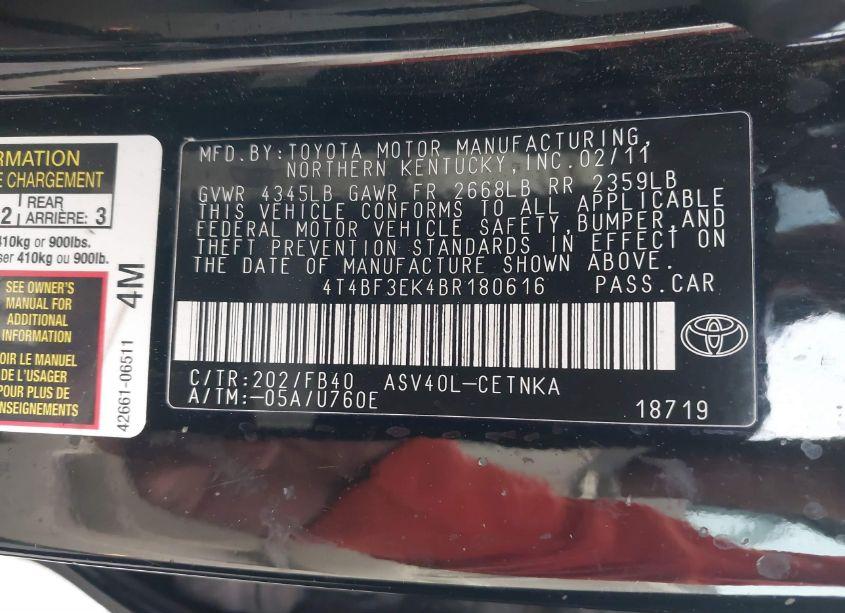 RMATION
E CHARGEMENT
2 REAR ARRIÈRE: 3
410kg or 900lbs.
ser 410kg ou 900lb.
SEE OWNER'S
MANUAL FOR
ADDITIONAL
INFORMATION
VOIR LE MANUEL
DE L'USAGER
POUR PLUS DE
RENSEIGNEMENTS
42661-06511
4M
MFD.BY:TOYOTA MOTOR MANUFACTURING,
NORTHERN KENTUCKY,INC.02/11
GVWR 4345LB GAWR FR 2668LB RR 2359LB
THIS VEHICLE CONFORMS TO ALL APPLICABLE
FEDERAL MOTOR VEHICLE SAFETY,BUMPER,AND
THEFT PREVENTION STANDARDS IN EFFECT ON
THE DATE OF MANUFACTURE SHOWN ABOVE.
4T4BF3EK4BR180616 PASS.CAR
C/TR:202/FB40 ASV40L-CETNKA
A/TM:-05A/U760E
18719